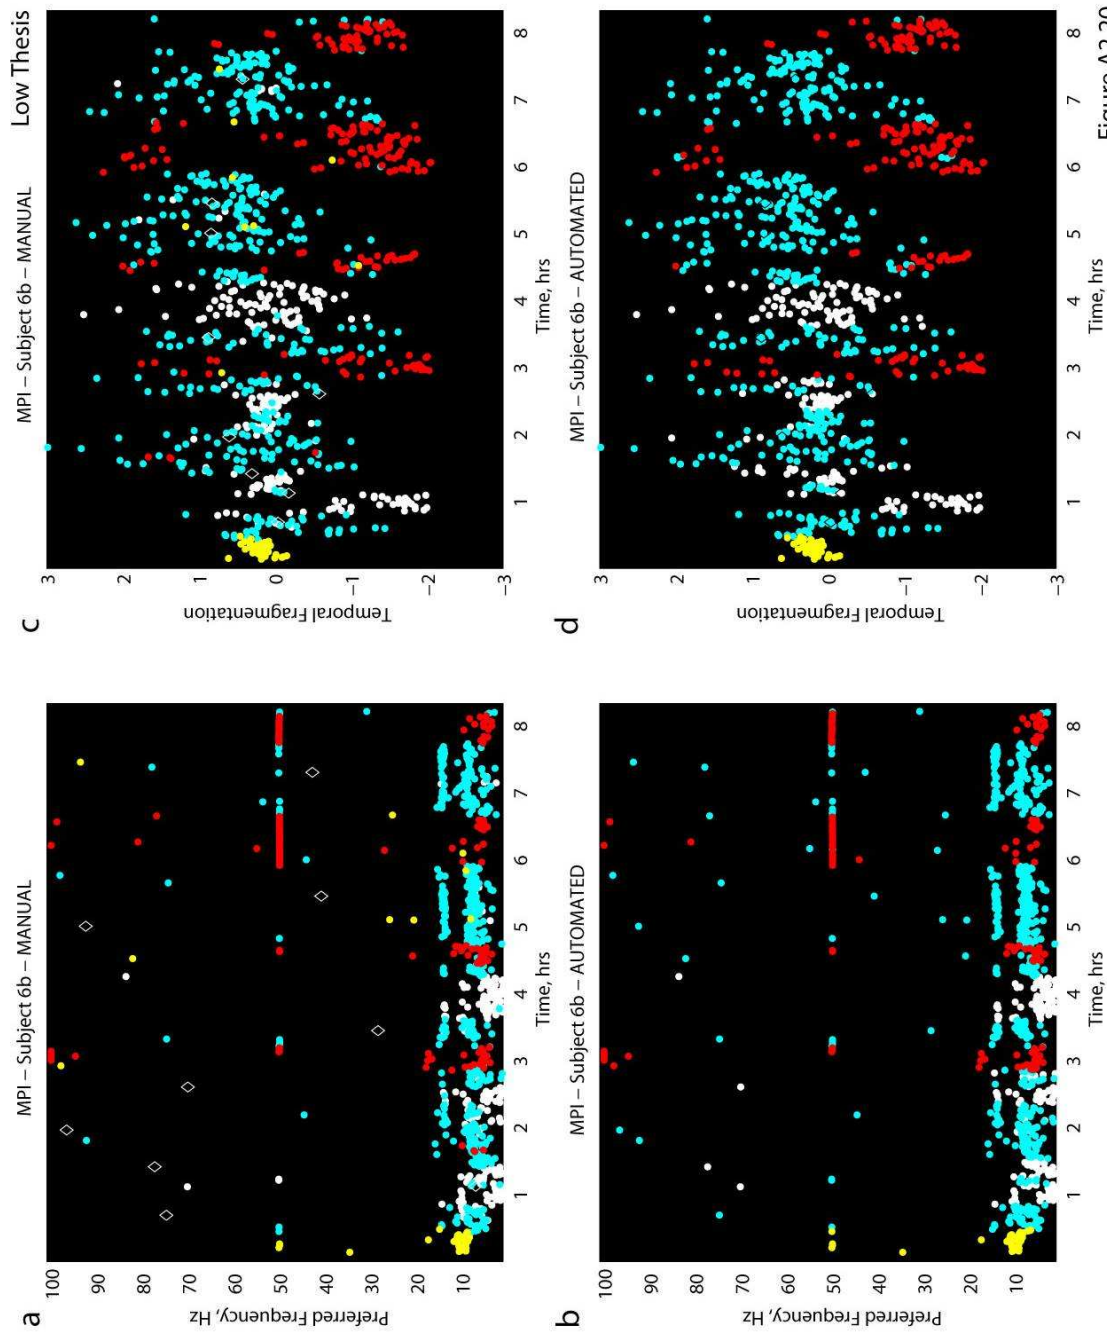 Low Thesis
a
MPI – Subject 6b – MANUAL
Preferred Frequency, Hz
100
90
80
70
60
50
40
30
20
10
1 2 3 4 5 6 7 8
Time, hrs
c
MPI – Subject 6b – MANUAL
Temporal Fragmentation
3
2
1
0
–1
–2
–3
1 2 3 4 5 6 7 8
Time, hrs
b
MPI – Subject 6b – AUTOMATED
Preferred Frequency, Hz
100
90
80
70
60
50
40
30
20
10
1 2 3 4 5 6 7 8
Time, hrs
d
MPI – Subject 6b – AUTOMATED
Temporal Fragmentation
3
2
1
0
–1
–2
–3
1 2 3 4 5 6 7 8
Time, hrs
Figure A2.20